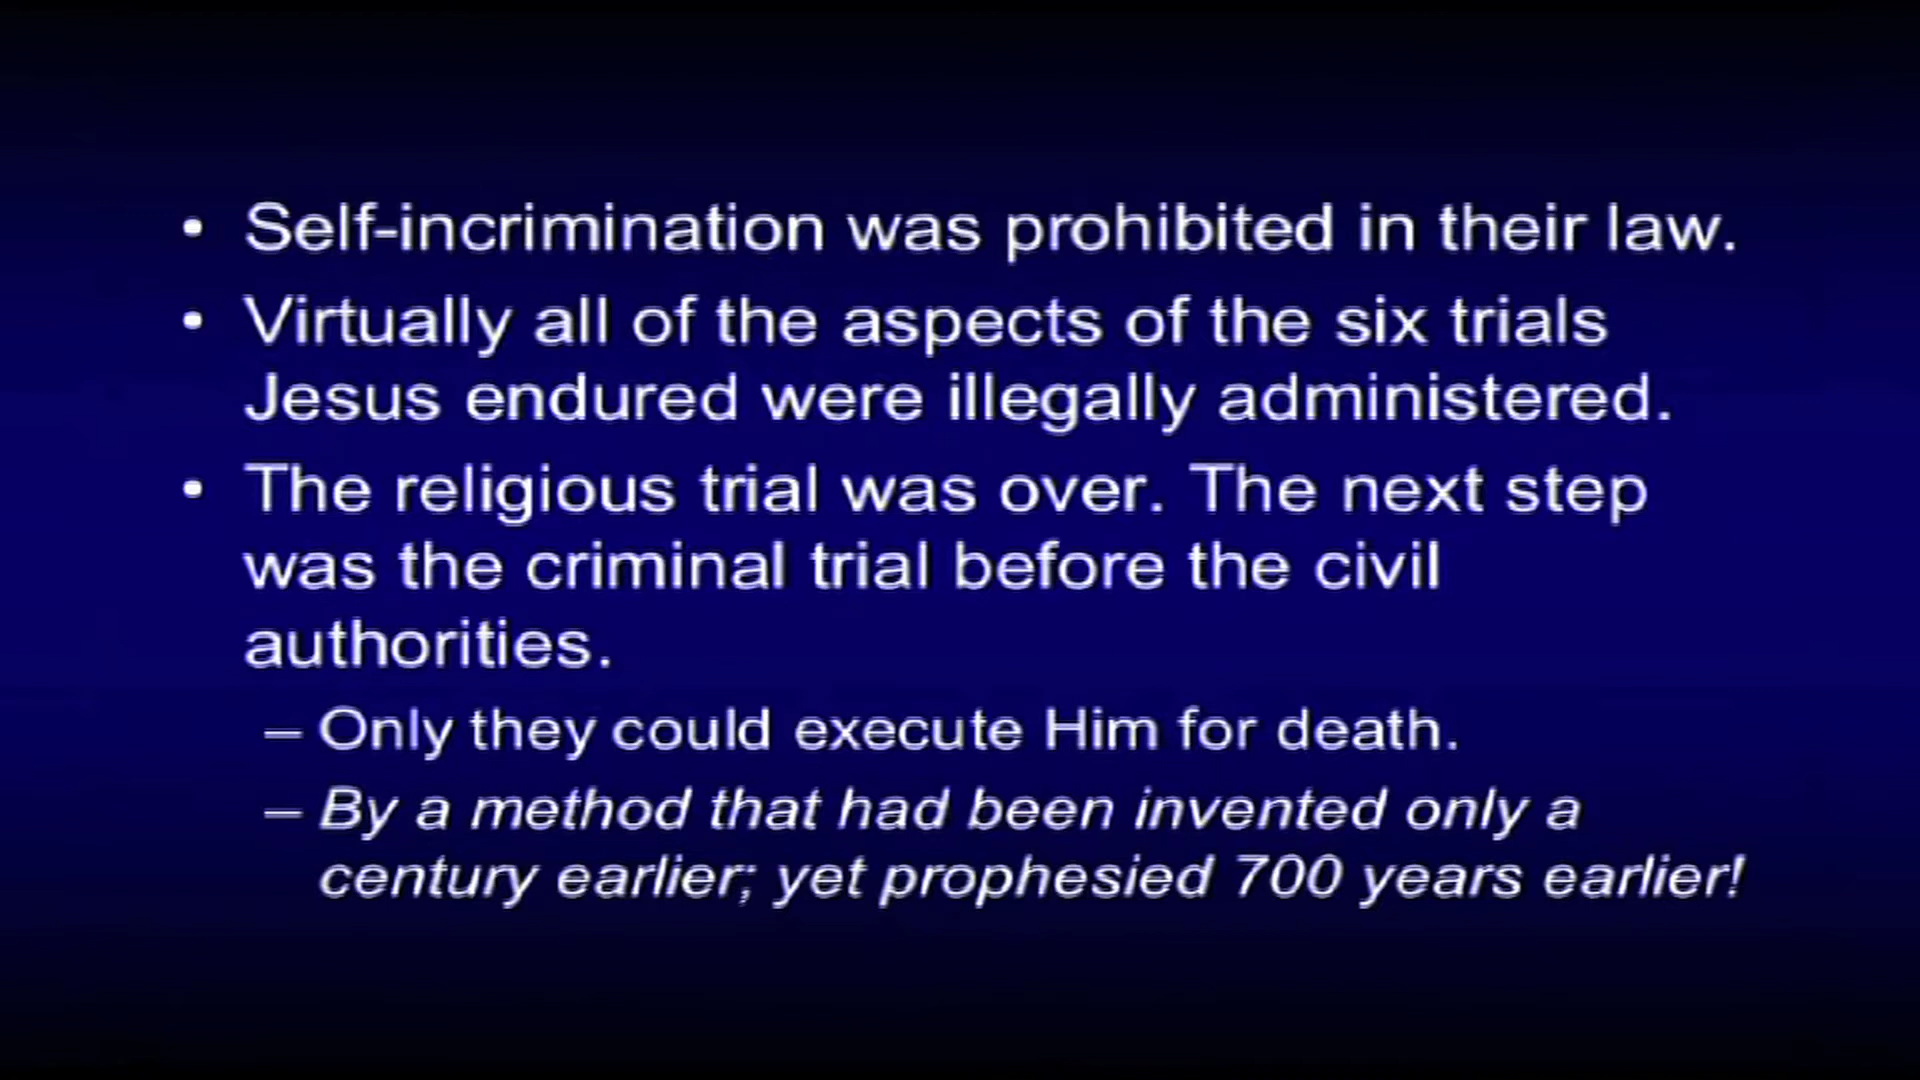 • Self-incrimination was prohibited in their law.
• Virtually all of the aspects of the six trials
Jesus endured were illegally administered.
• The religious trial was over. The next step
was the criminal trial before the civil
authorities.
– Only they could execute Him for death.
– By a method that had been invented only a
century earlier; yet prophesied 700 years earlier!